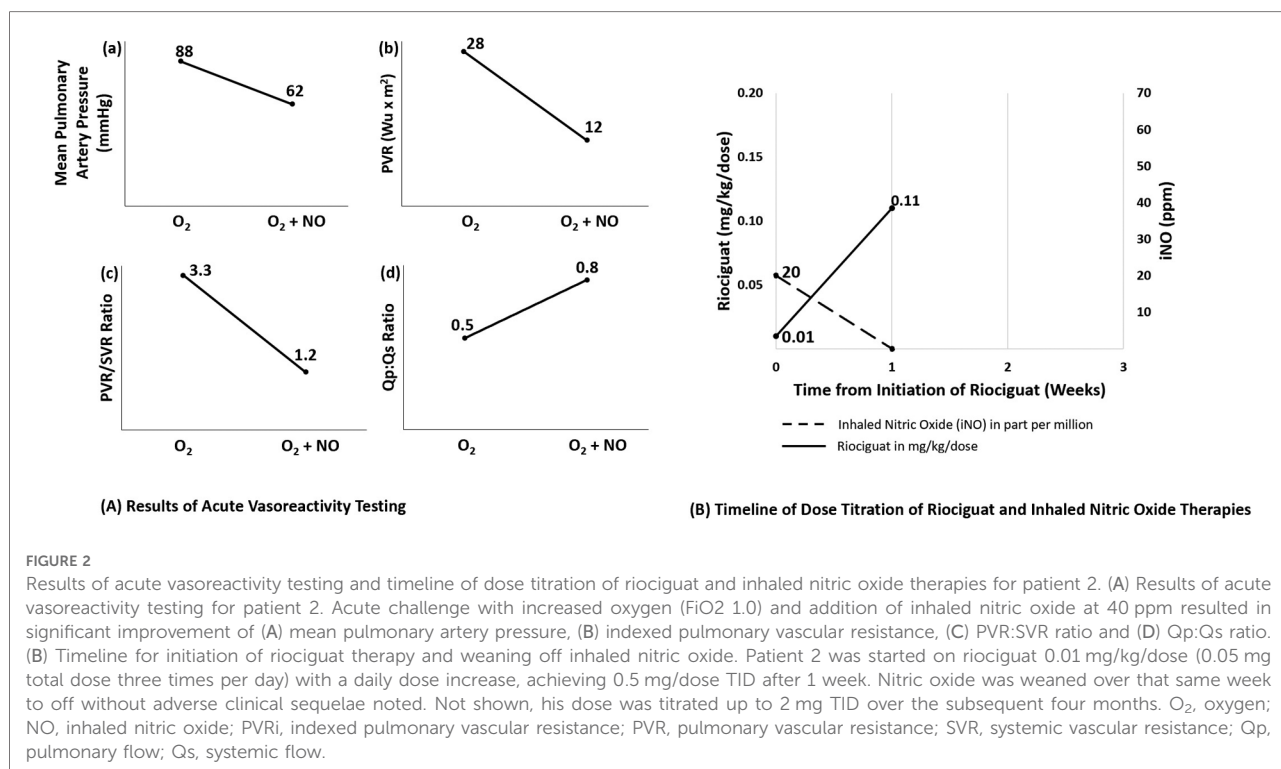 (a)
Mean Pulmonary
Artery Pressure
(mmHg)
88
62
O₂
O₂ + NO
(b)
PVR (Wu x m²)
28
12
O₂
O₂ + NO
(c)
PVR/SVR Ratio
3.3
1.2
O₂
O₂ + NO
(d)
Qp:Qs Ratio
0.5
0.8
O₂
O₂ + NO
(A) Results of Acute Vasoreactivity Testing
Riociguat (mg/kg/dose)
0.20
0.15
0.10
0.05
20
0.01
0.11
70
60
50
40
30
20
10
iNO (ppm)
0
1
2
3
Time from Initiation of Riociguat (Weeks)
Inhaled Nitric Oxide (iNO) in part per million
Riociguat in mg/kg/dose
(B) Timeline of Dose Titration of Riociguat and Inhaled Nitric Oxide Therapies
FIGURE 2
Results of acute vasoreactivity testing and timeline of dose titration of riociguat and inhaled nitric oxide therapies for patient 2. (A) Results of acute
vasoreactivity testing for patient 2. Acute challenge with increased oxygen (FiO2 1.0) and addition of inhaled nitric oxide at 40 ppm resulted in
significant improvement of (A) mean pulmonary artery pressure, (B) indexed pulmonary vascular resistance, (C) PVR:SVR ratio and (D) Qp:Qs ratio.
(B) Timeline for initiation of riociguat therapy and weaning off inhaled nitric oxide. Patient 2 was started on riociguat 0.01 mg/kg/dose (0.05 mg
total dose three times per day) with a daily dose increase, achieving 0.5 mg/dose TID after 1 week. Nitric oxide was weaned over that same week
to off without adverse clinical sequelae noted. Not shown, his dose was titrated up to 2 mg TID over the subsequent four months. O₂, oxygen;
NO, inhaled nitric oxide; PVRi, indexed pulmonary vascular resistance; PVR, pulmonary vascular resistance; SVR, systemic vascular resistance; Qp,
pulmonary flow; Qs, systemic flow.